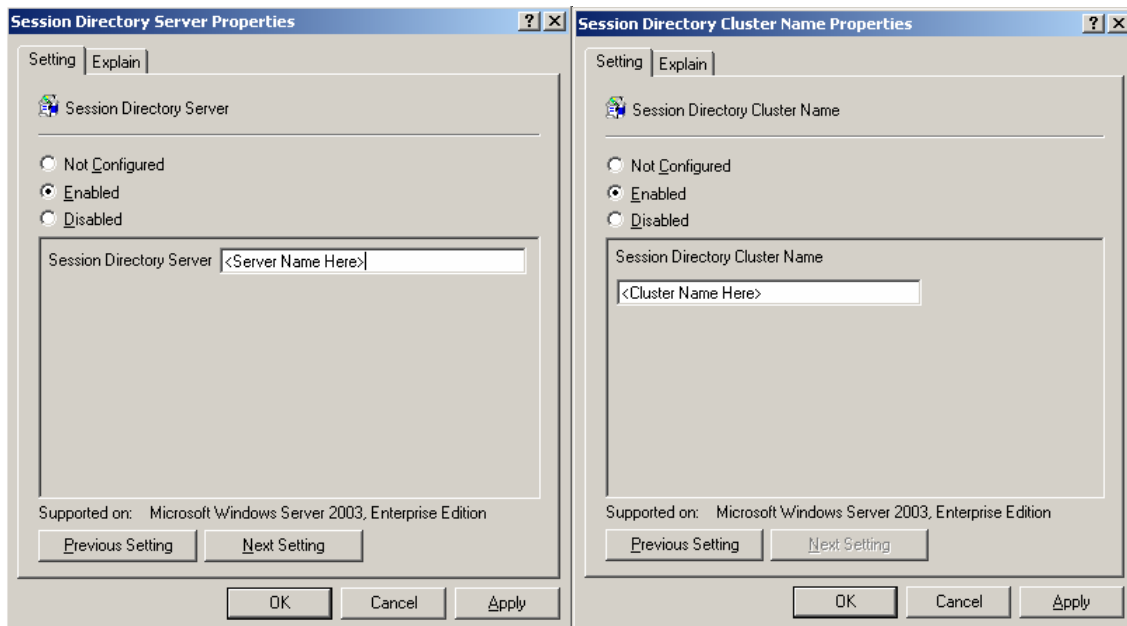 Session Directory Server Properties
Setting
Explain
Session Directory Server
Not Configured
Enabled
Disabled
Session Directory Server <Server Name Here>
Supported on: Microsoft Windows Server 2003, Enterprise Edition
Previous Setting
Next Setting
OK
Cancel
Apply
Session Directory Cluster Name Properties
Setting
Explain
Session Directory Cluster Name
Not Configured
Enabled
Disabled
Session Directory Cluster Name
<Cluster Name Here>
Supported on: Microsoft Windows Server 2003, Enterprise Edition
Previous Setting
Next Setting
OK
Cancel
Apply